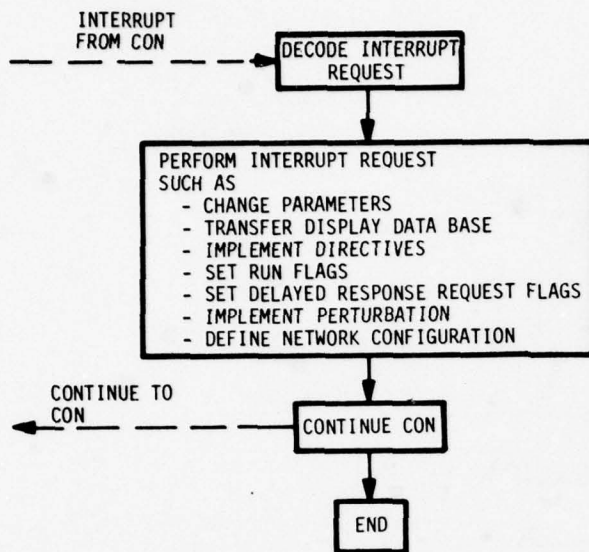 INTERRUPT
FROM CON
DECODE INTERRUPT
REQUEST
PERFORM INTERRUPT REQUEST
SUCH AS
- CHANGE PARAMETERS
- TRANSFER DISPLAY DATA BASE
- IMPLEMENT DIRECTIVES
- SET RUN FLAGS
- SET DELAYED RESPONSE REQUEST FLAGS
- IMPLEMENT PERTURBATION
- DEFINE NETWORK CONFIGURATION
CONTINUE TO
CON
CONTINUE CON
END